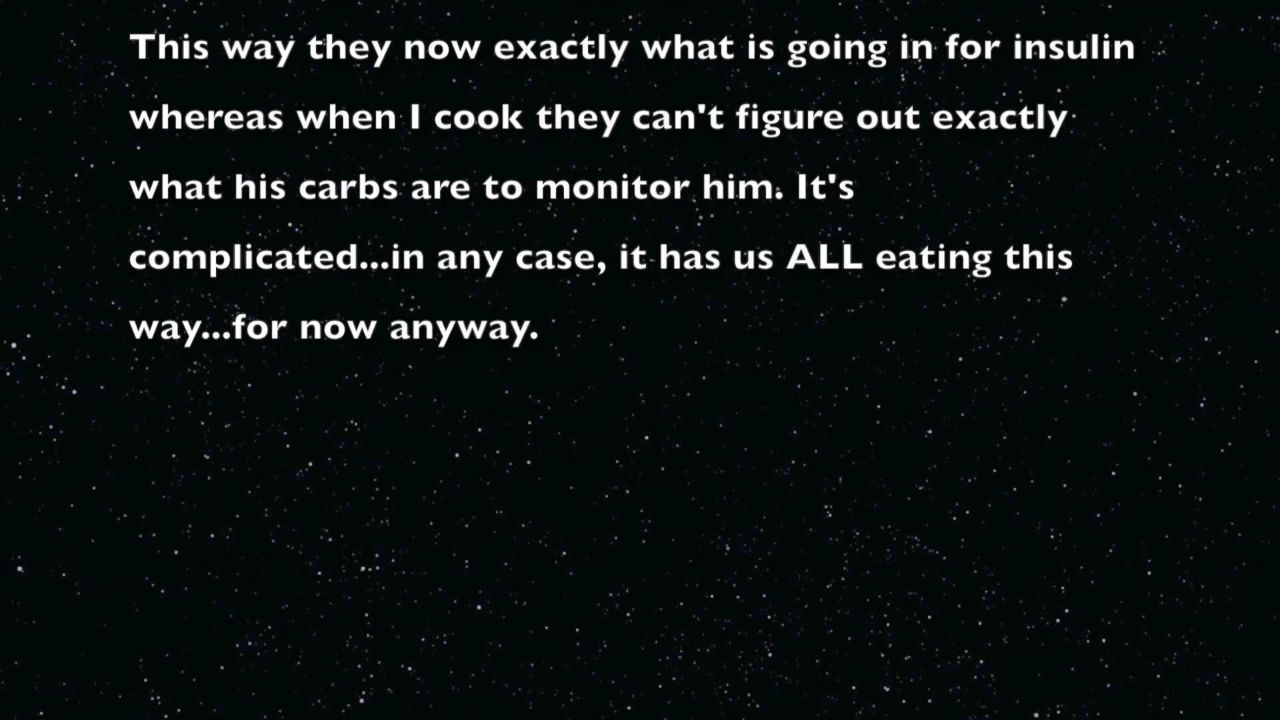 This way they now exactly what is going in for insulin
whereas when I cook they can't figure out exactly
what his carbs are to monitor him. It's
complicated...in any case, it has us ALL eating this
way...for now anyway.